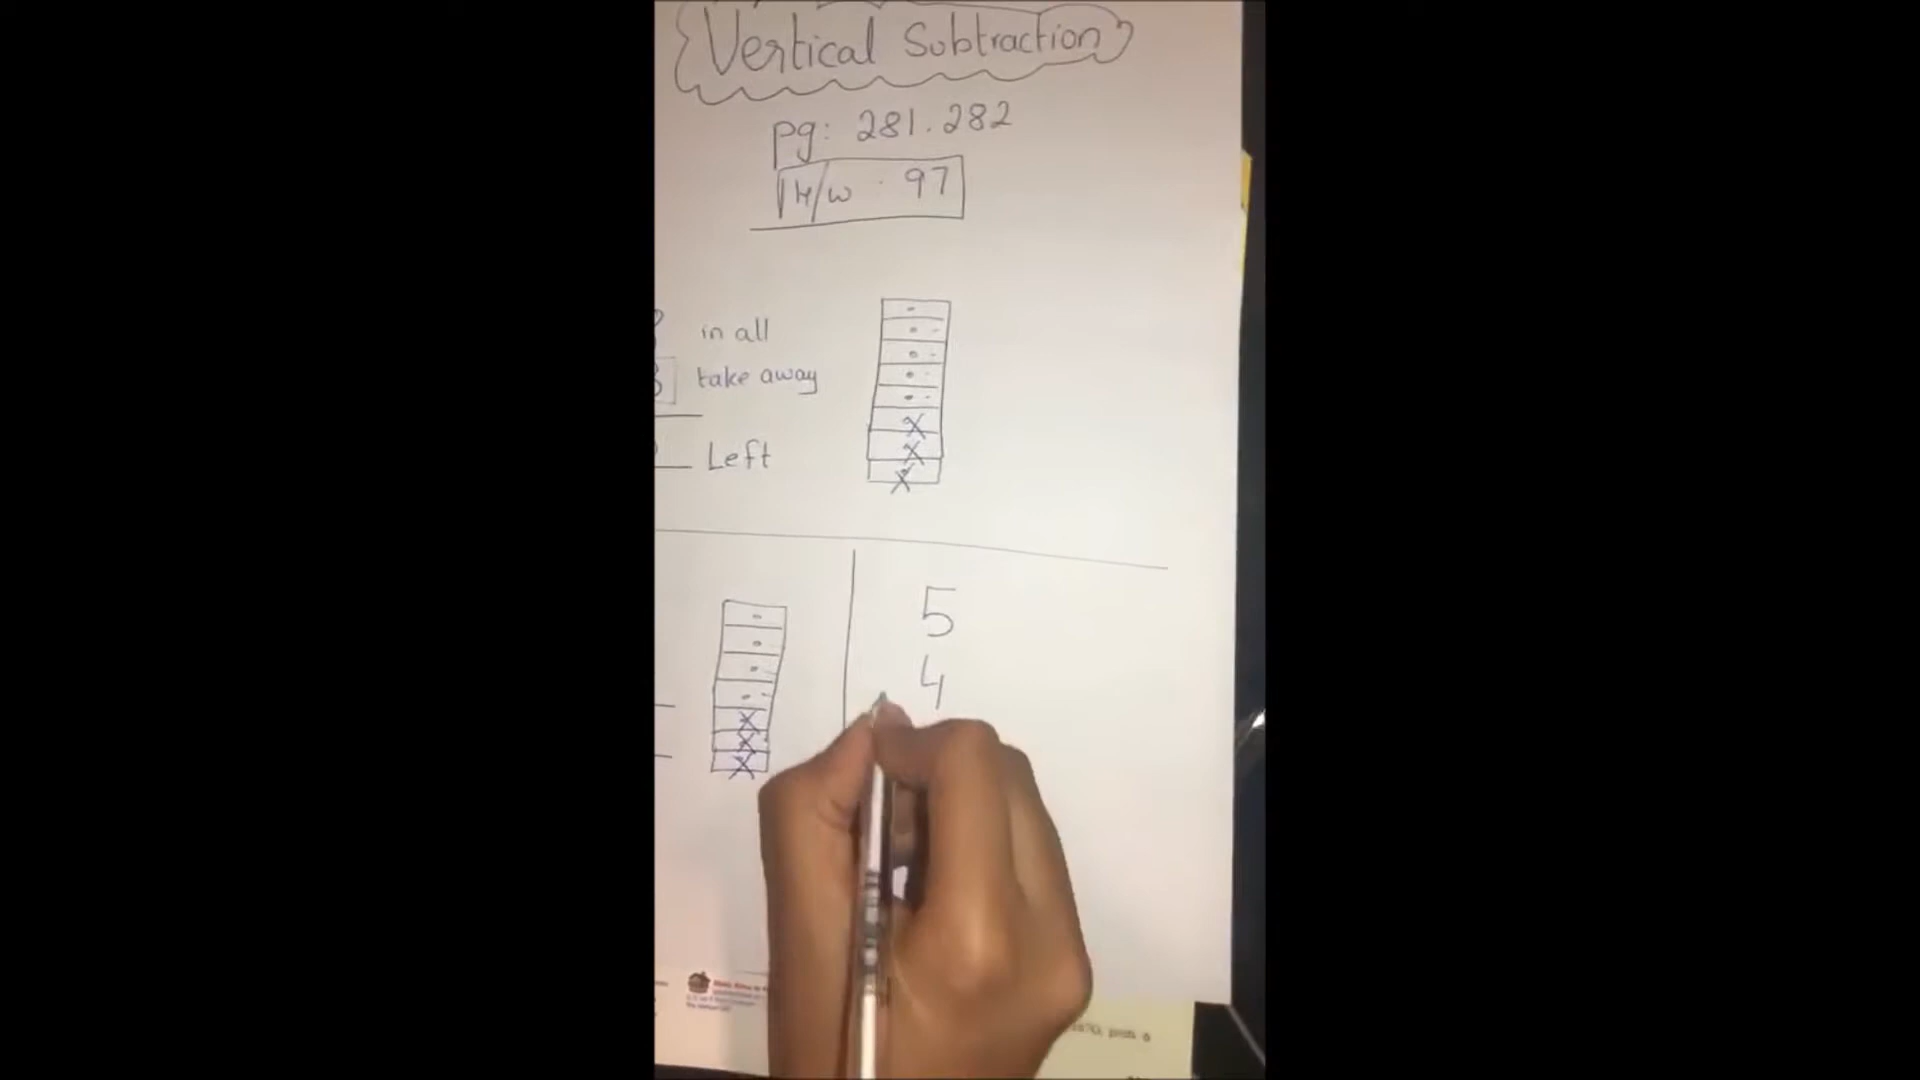 Vertical Subtraction
pg: 281.282
H/W : 97
in all
take away
Left
5
4